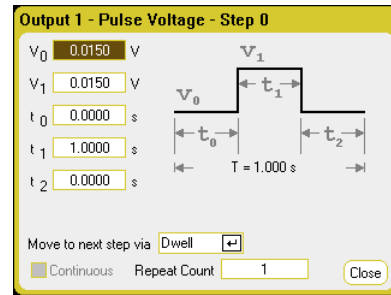 Output 1 - Pulse Voltage - Step 0
V0 0.0150 V
V1 0.0150 V
t 0 0.0000 s
t 1 1.0000 s
t 2 0.0000 s
V1
V0
t1
t0
t2
T = 1.000 s
Move to next step via Dwell
Continuous Repeat Count 1
Close